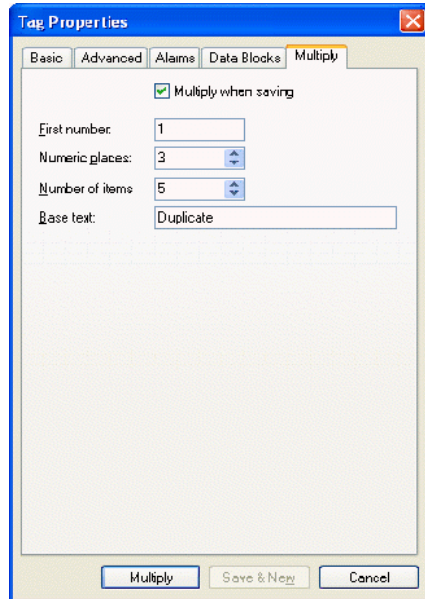 Tag Properties
Basic Advanced Alarms Data Blocks Multiply
Multiply when saving
First number: 1
Numeric places: 3
Number of items 5
Base text: Duplicate
Multiply Save & New Cancel